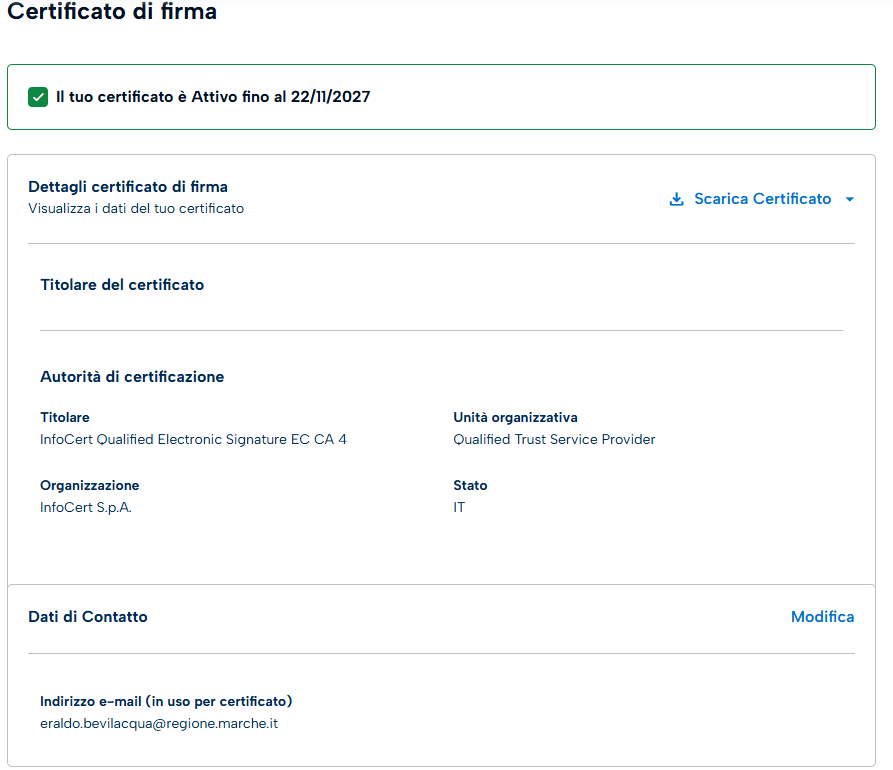 Certificato di firma
Il tuo certificato è Attivo fino al 22/11/2027
Dettagli certificato di firma
Visualizza i dati del tuo certificato
Scarica Certificato
Titolare del certificato
Autorità di certificazione
Titolare
InfoCert Qualified Electronic Signature EC CA 4
Unità organizzativa
Qualified Trust Service Provider
Organizzazione
InfoCert S.p.A.
Stato
IT
Dati di Contatto
Modifica
Indirizzo e-mail (in uso per certificato)
eraldo.bevilacqua@regione.marche.it